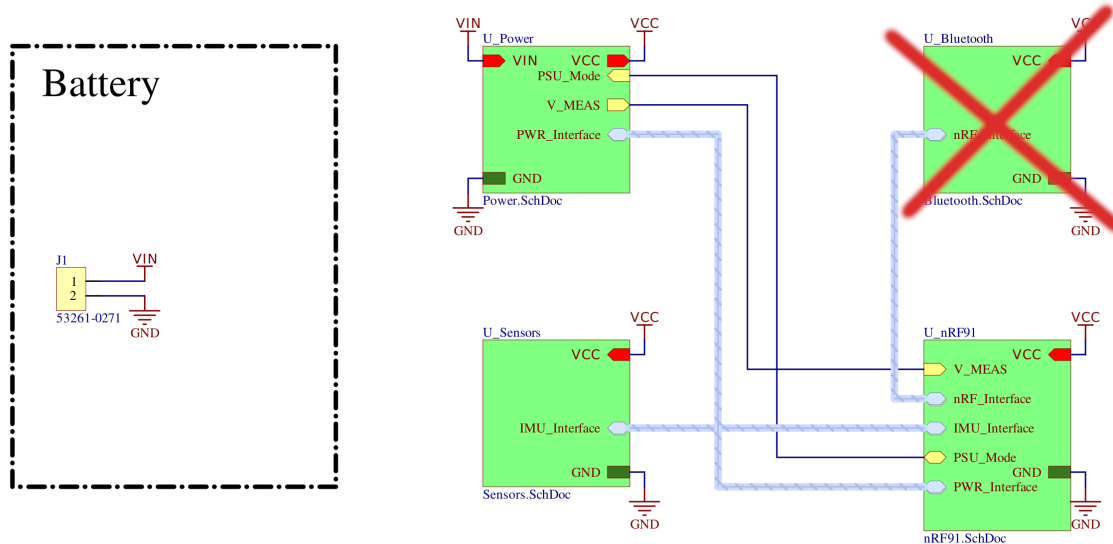 Battery
J1
1
2
53261-0271
VIN
GND
VIN
VCC
U_Power
VIN
VCC
PSU_Mode
V_MEAS
PWR_Interface
GND
Power.SchDoc
GND
VCC
U_Bluetooth
VCC
nRF_Interface
GND
Bluetooth.SchDoc
GND
VCC
U_Sensors
VCC
IMU_Interface
GND
Sensors.SchDoc
GND
VCC
U_nRF91
VCC
V_MEAS
nRF_Interface
IMU_Interface
PSU_Mode
GND
PWR_Interface
nRF91.SchDoc
GND